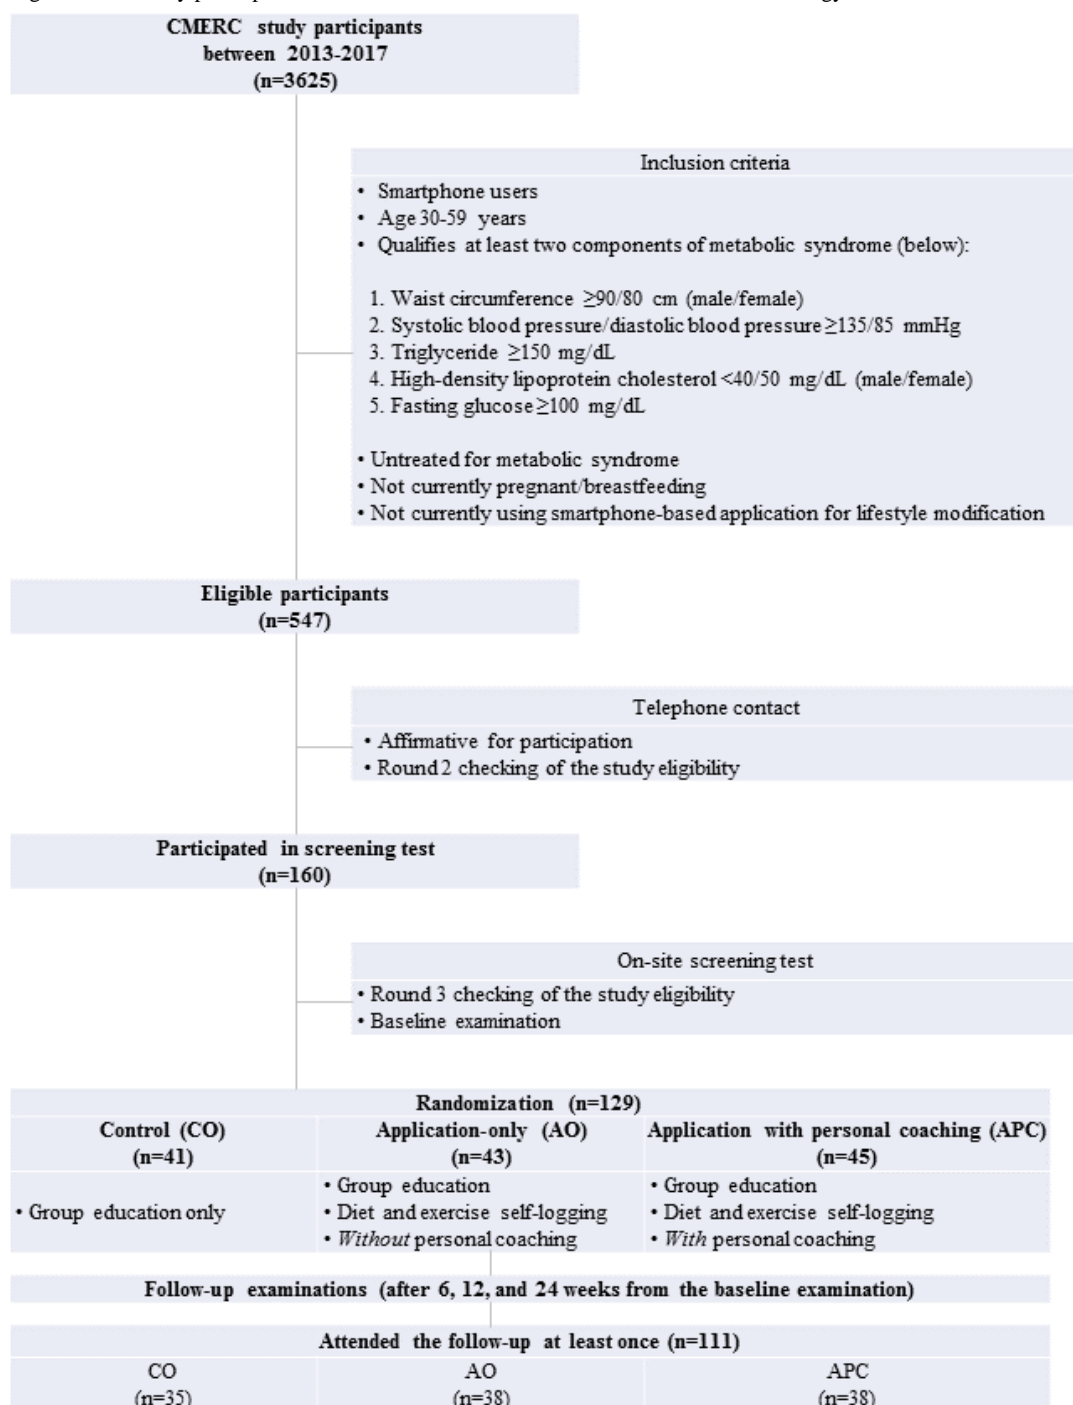 CMERC study participants
between 2013-2017
(n=3625)
Inclusion criteria
• Smartphone users
• Age 30-59 years
• Qualifies at least two components of metabolic syndrome (below):
1. Waist circumference ≥90/80 cm (male/female)
2. Systolic blood pressure/diastolic blood pressure ≥135/85 mmHg
3. Triglyceride ≥150 mg/dL
4. High-density lipoprotein cholesterol <40/50 mg/dL (male/female)
5. Fasting glucose ≥100 mg/dL
• Untreated for metabolic syndrome
• Not currently pregnant/breastfeeding
• Not currently using smartphone-based application for lifestyle modification
Eligible participants
(n=547)
Telephone contact
• Affirmative for participation
• Round 2 checking of the study eligibility
Participated in screening test
(n=160)
On-site screening test
• Round 3 checking of the study eligibility
• Baseline examination
Randomization (n=129)
Control (CO)
(n=41)
• Group education only
Application-only (AO)
(n=43)
• Group education
• Diet and exercise self-logging
• Without personal coaching
Application with personal coaching (APC)
(n=45)
• Group education
• Diet and exercise self-logging
• With personal coaching
Follow-up examinations (after 6, 12, and 24 weeks from the baseline examination)
Attended the follow-up at least once (n=111)
CO
(n=35)
AO
(n=38)
APC
(n=38)